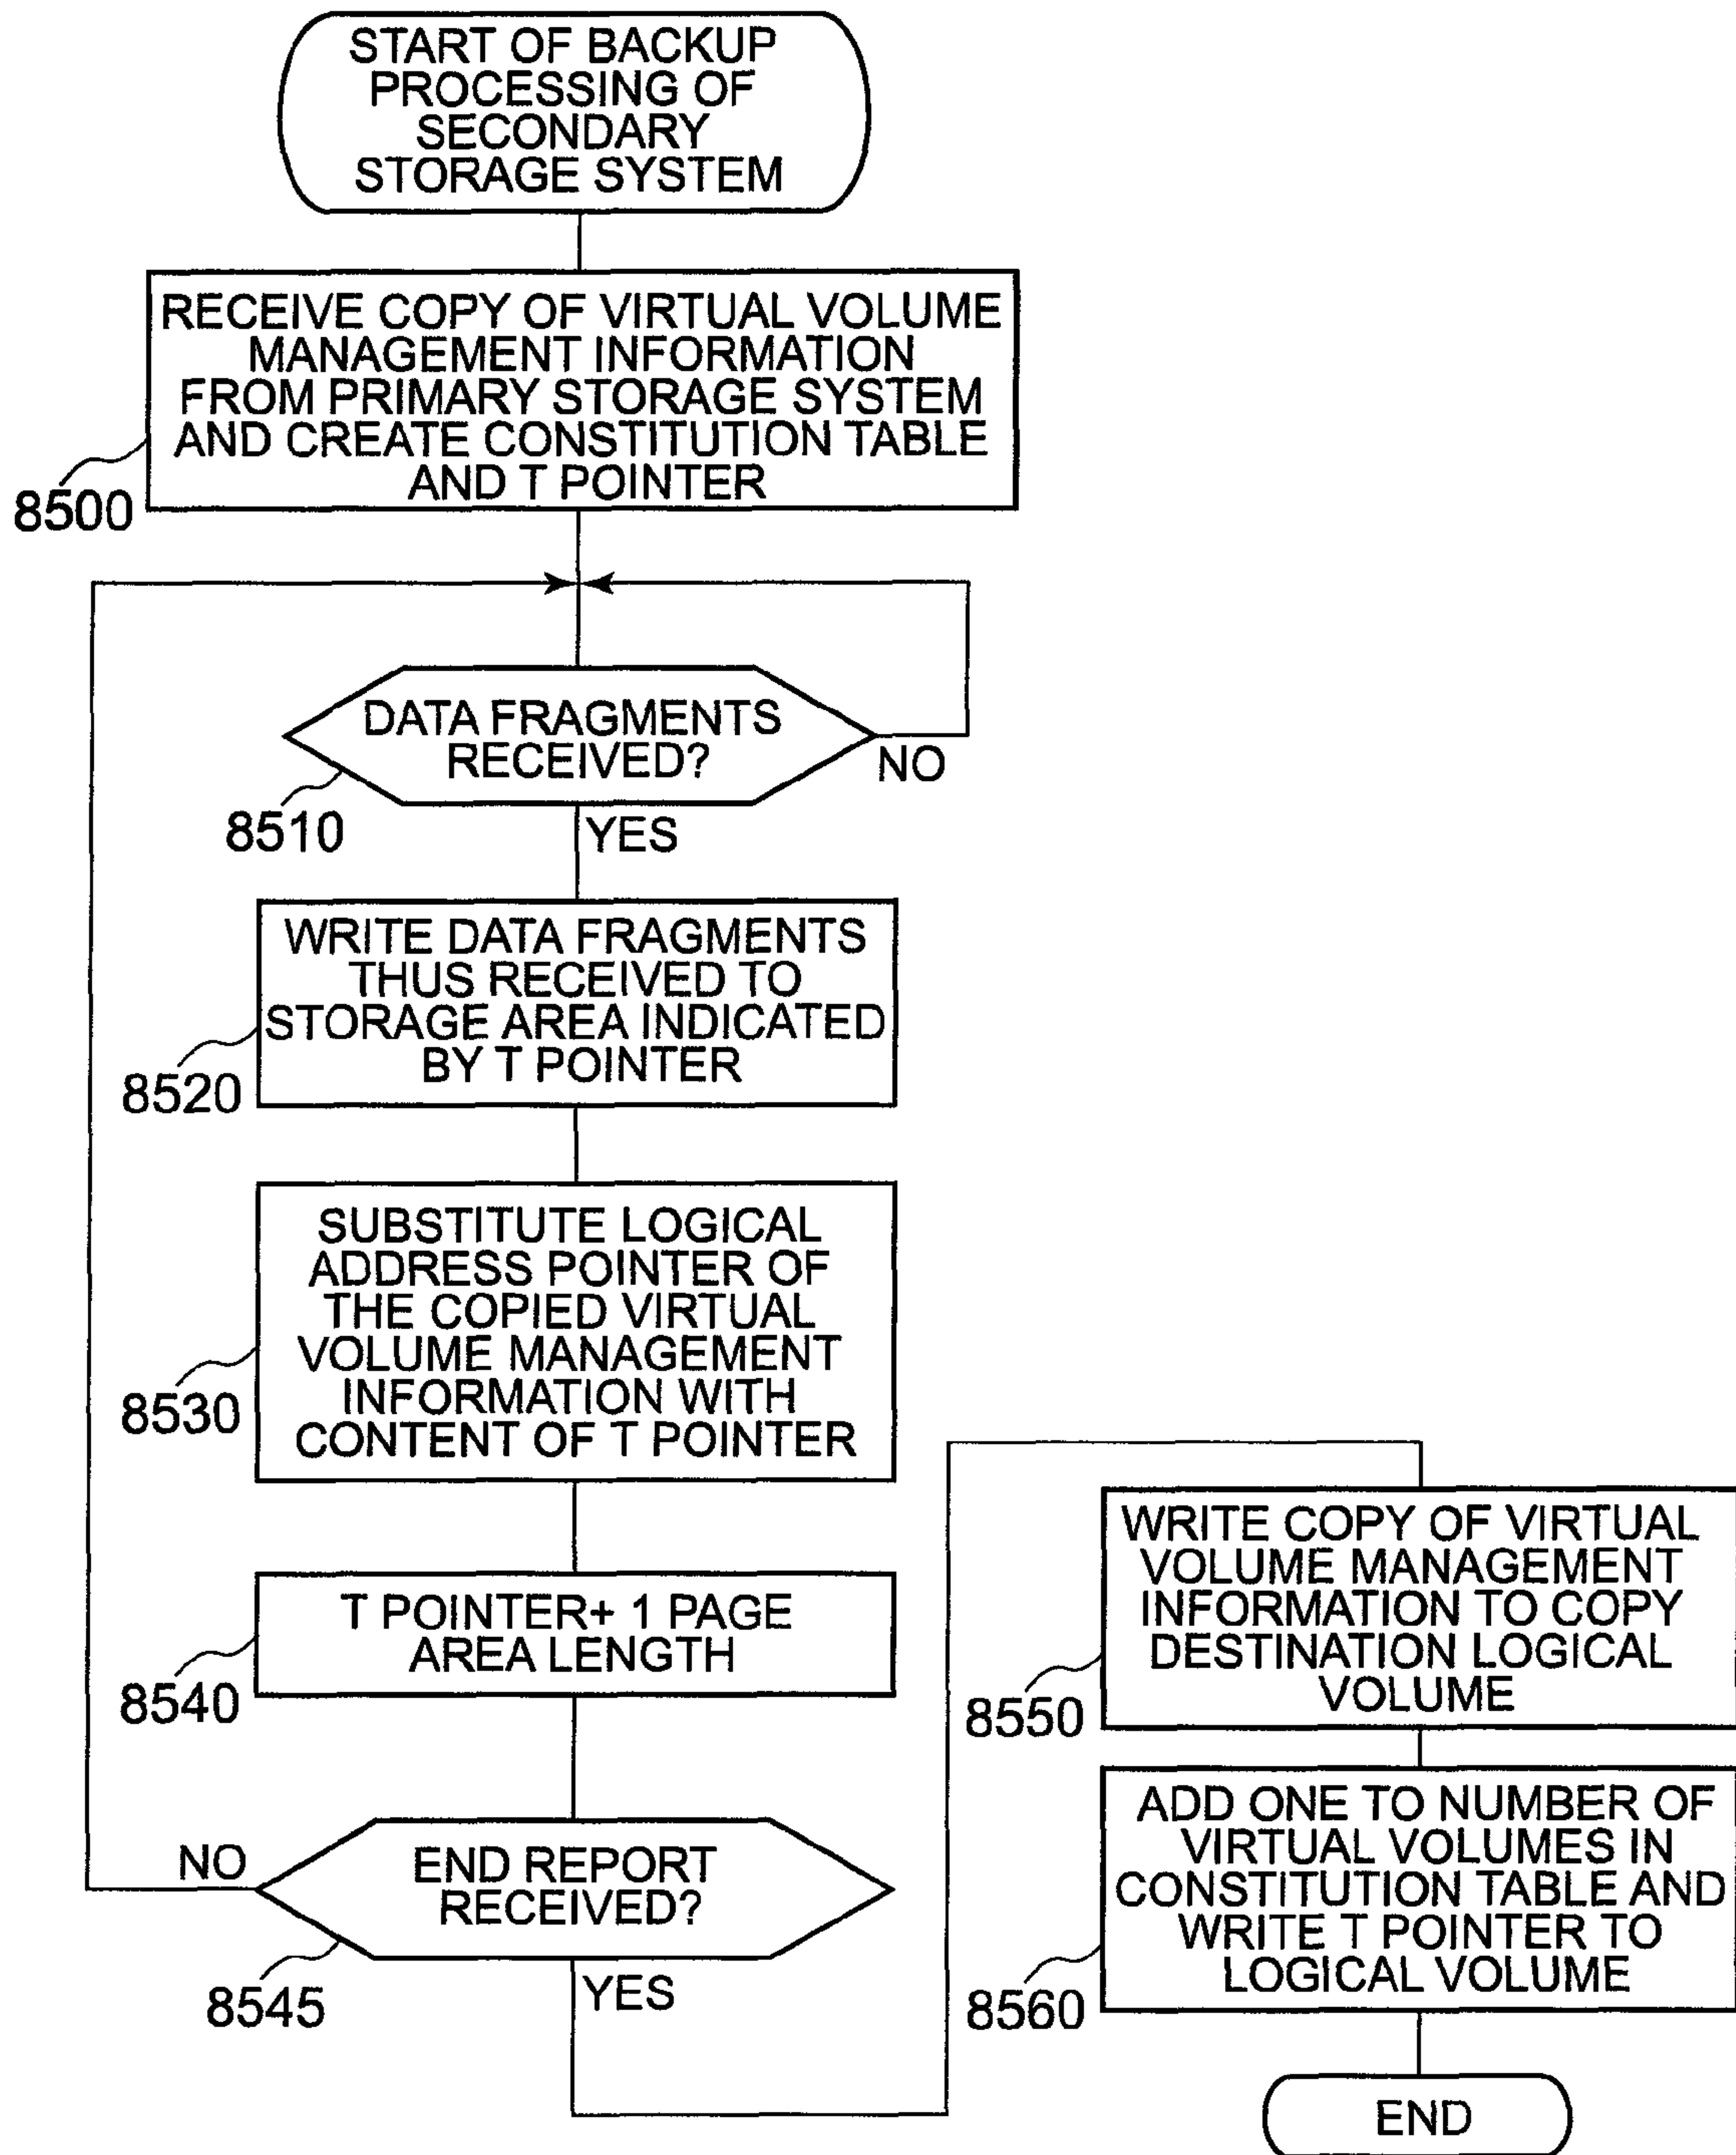 START OF BACKUP
PROCESSING OF
SECONDARY
STORAGE SYSTEM
RECEIVE COPY OF VIRTUAL VOLUME
MANAGEMENT INFORMATION
FROM PRIMARY STORAGE SYSTEM
AND CREATE CONSTITUTION TABLE
AND T POINTER
8500
DATA FRAGMENTS
RECEIVED?
NO
8510
YES
WRITE DATA FRAGMENTS
THUS RECEIVED TO
STORAGE AREA INDICATED
BY T POINTER
8520
SUBSTITUTE LOGICAL
ADDRESS POINTER OF
THE COPIED VIRTUAL
VOLUME MANAGEMENT
INFORMATION WITH
CONTENT OF T POINTER
8530
T POINTER+ 1 PAGE
AREA LENGTH
8540
NO
END REPORT
RECEIVED?
8545
YES
WRITE COPY OF VIRTUAL
VOLUME MANAGEMENT
INFORMATION TO COPY
DESTINATION LOGICAL
VOLUME
8550
ADD ONE TO NUMBER OF
VIRTUAL VOLUMES IN
CONSTITUTION TABLE AND
WRITE T POINTER TO
LOGICAL VOLUME
8560
END